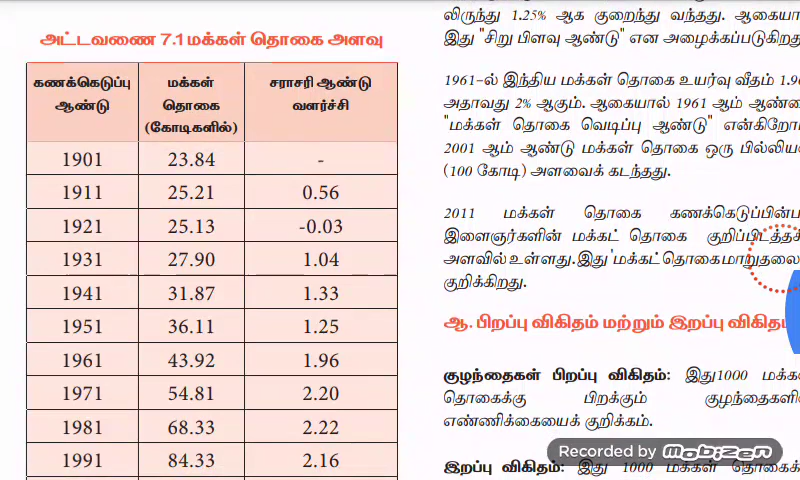 அட்டவணை 7.1 மக்கள் தொகை அளவு
கணக்கெடுப்பு ஆண்டு மக்கள் தொகை (கோடிகளில்) சராசரி ஆண்டு வளர்ச்சி
1901 23.84 -
1911 25.21 0.56
1921 25.13 -0.03
1931 27.90 1.04
1941 31.87 1.33
1951 36.11 1.25
1961 43.92 1.96
1971 54.81 2.20
1981 68.33 2.22
1991 84.33 2.16
லிருந்து 1.25% ஆக குறைந்து வந்தது. ஆகையா
இது "சிறு பிளவு ஆண்டு" என அழைக்கப்படுகிறது
1961-ல் இந்திய மக்கள் தொகை உயர்வு வீதம் 1.9
அதாவது 2% ஆகும். ஆகையால் 1961 ஆம் ஆண்டை
"மக்கள் தொகை வெடிப்பு ஆண்டு" என்கிறோ
2001 ஆம் ஆண்டு மக்கள் தொகை ஒரு பில்லிய
(100 கோடி) அளவைக் கடந்தது.
2011 மக்கள் தொகை கணக்கெடுப்பின்ப
இளைஞர்களின் மக்கட் தொகை குறிப்பிடத்தக்
அளவில் உள்ளது. இது 'மக்கட் தொகை மாறுதலை
குறிக்கிறது.
ஆ. பிறப்பு விகிதம் மற்றும் இறப்பு விகிதம்
குழந்தைகள் பிறப்பு விகிதம்: இது 1000 மக்க
தொகைக்கு பிறக்கும் குழந்தைகளி
எண்ணிக்கையைக் குறிக்கம்.
இறப்பு விகிதம்: இது 1000 மக்கள் தொகைக்
Recorded by Mobizen